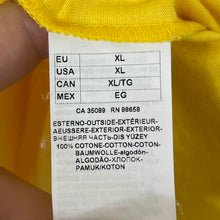 EU XL
USA XL
CAN XL/TG
MEX EG
CA 35089 RN 98658
ESTERNO-OUTSIDE-EXTÉRIEUR-
AEUSSERE-EXTERIOR-EXTERIOR-
ВНЕШНЯЯ ЧАСТЬ-DIS YÜZEY
100% COTONE-COTTON-COTON-
BAUMWOLLE-algodón-
ALGODÃO-ХЛОПОК-
PAMUK/KOTON